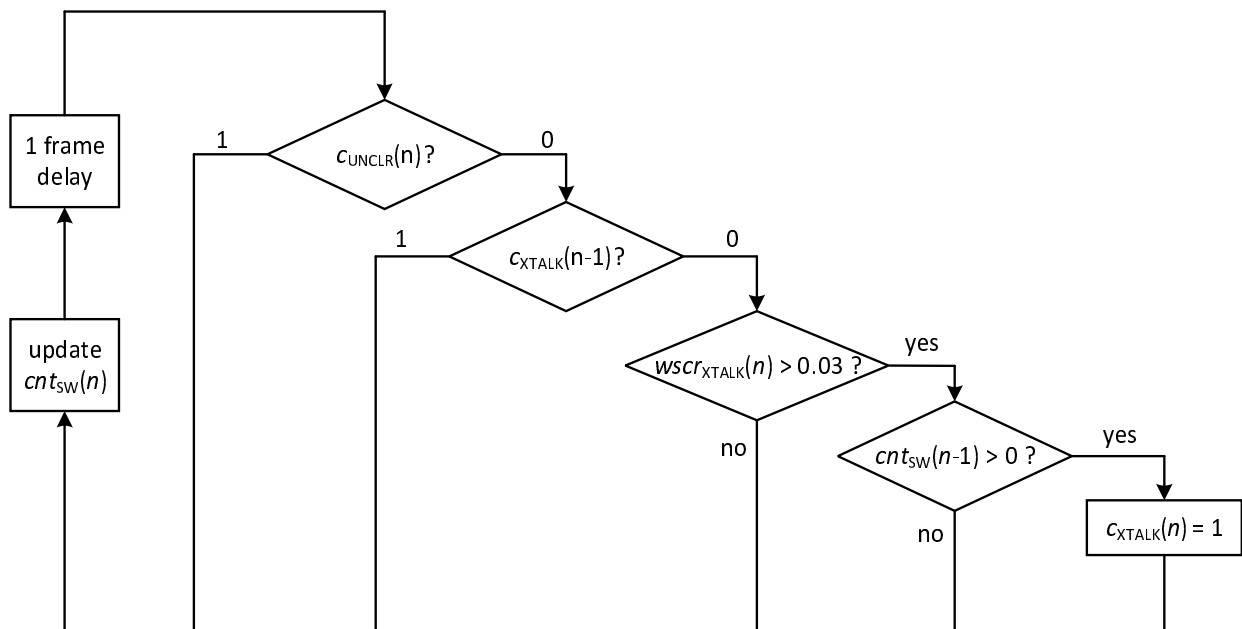 1 frame
delay
update
cntSW(n)
1
cUNCLR(n)?
0
1
cXTALK(n-1)?
0
wscrXTALK(n) > 0.03 ?
yes
no
cntSW(n-1) > 0 ?
yes
no
cXTALK(n) = 1